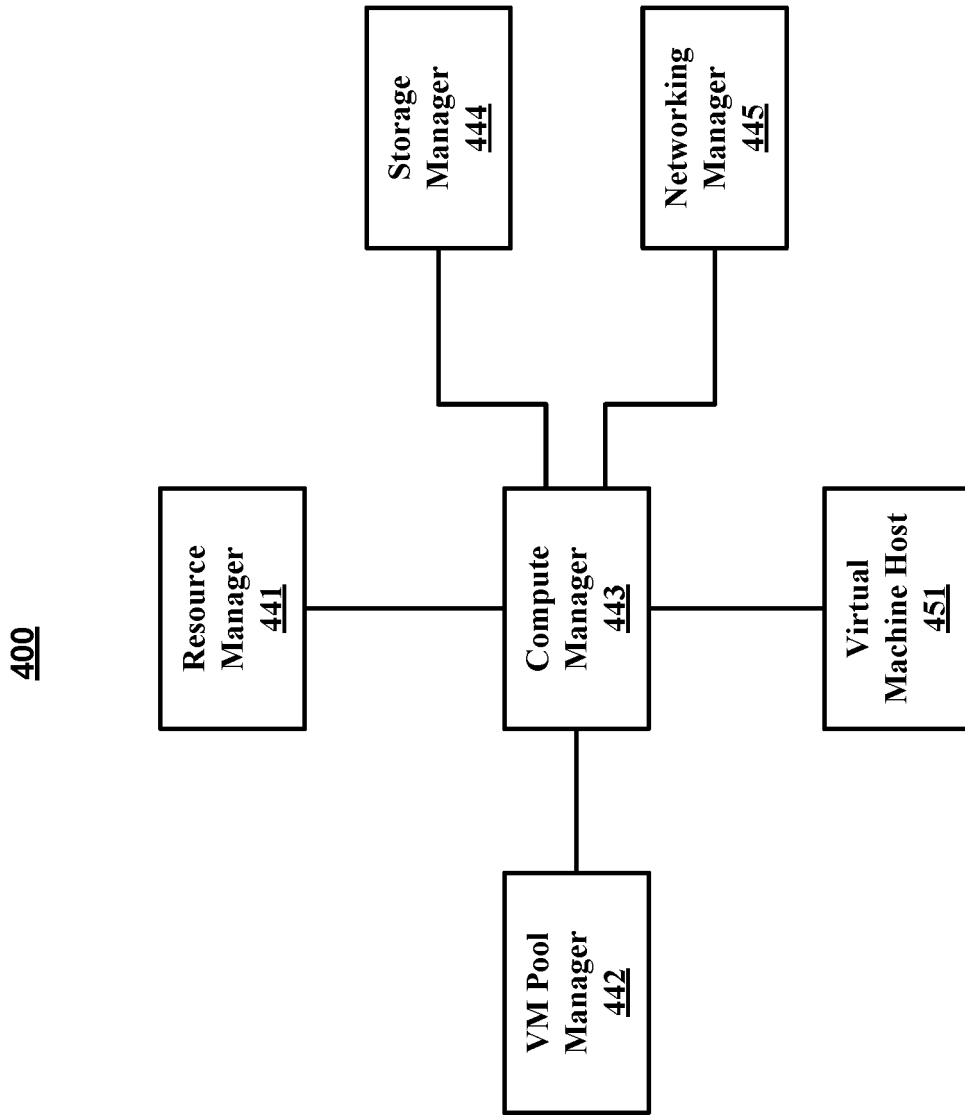 400
Resource
Manager
441
Storage
Manager
444
VM Pool
Manager
442
Compute
Manager
443
Networking
Manager
445
Virtual
Machine Host
451